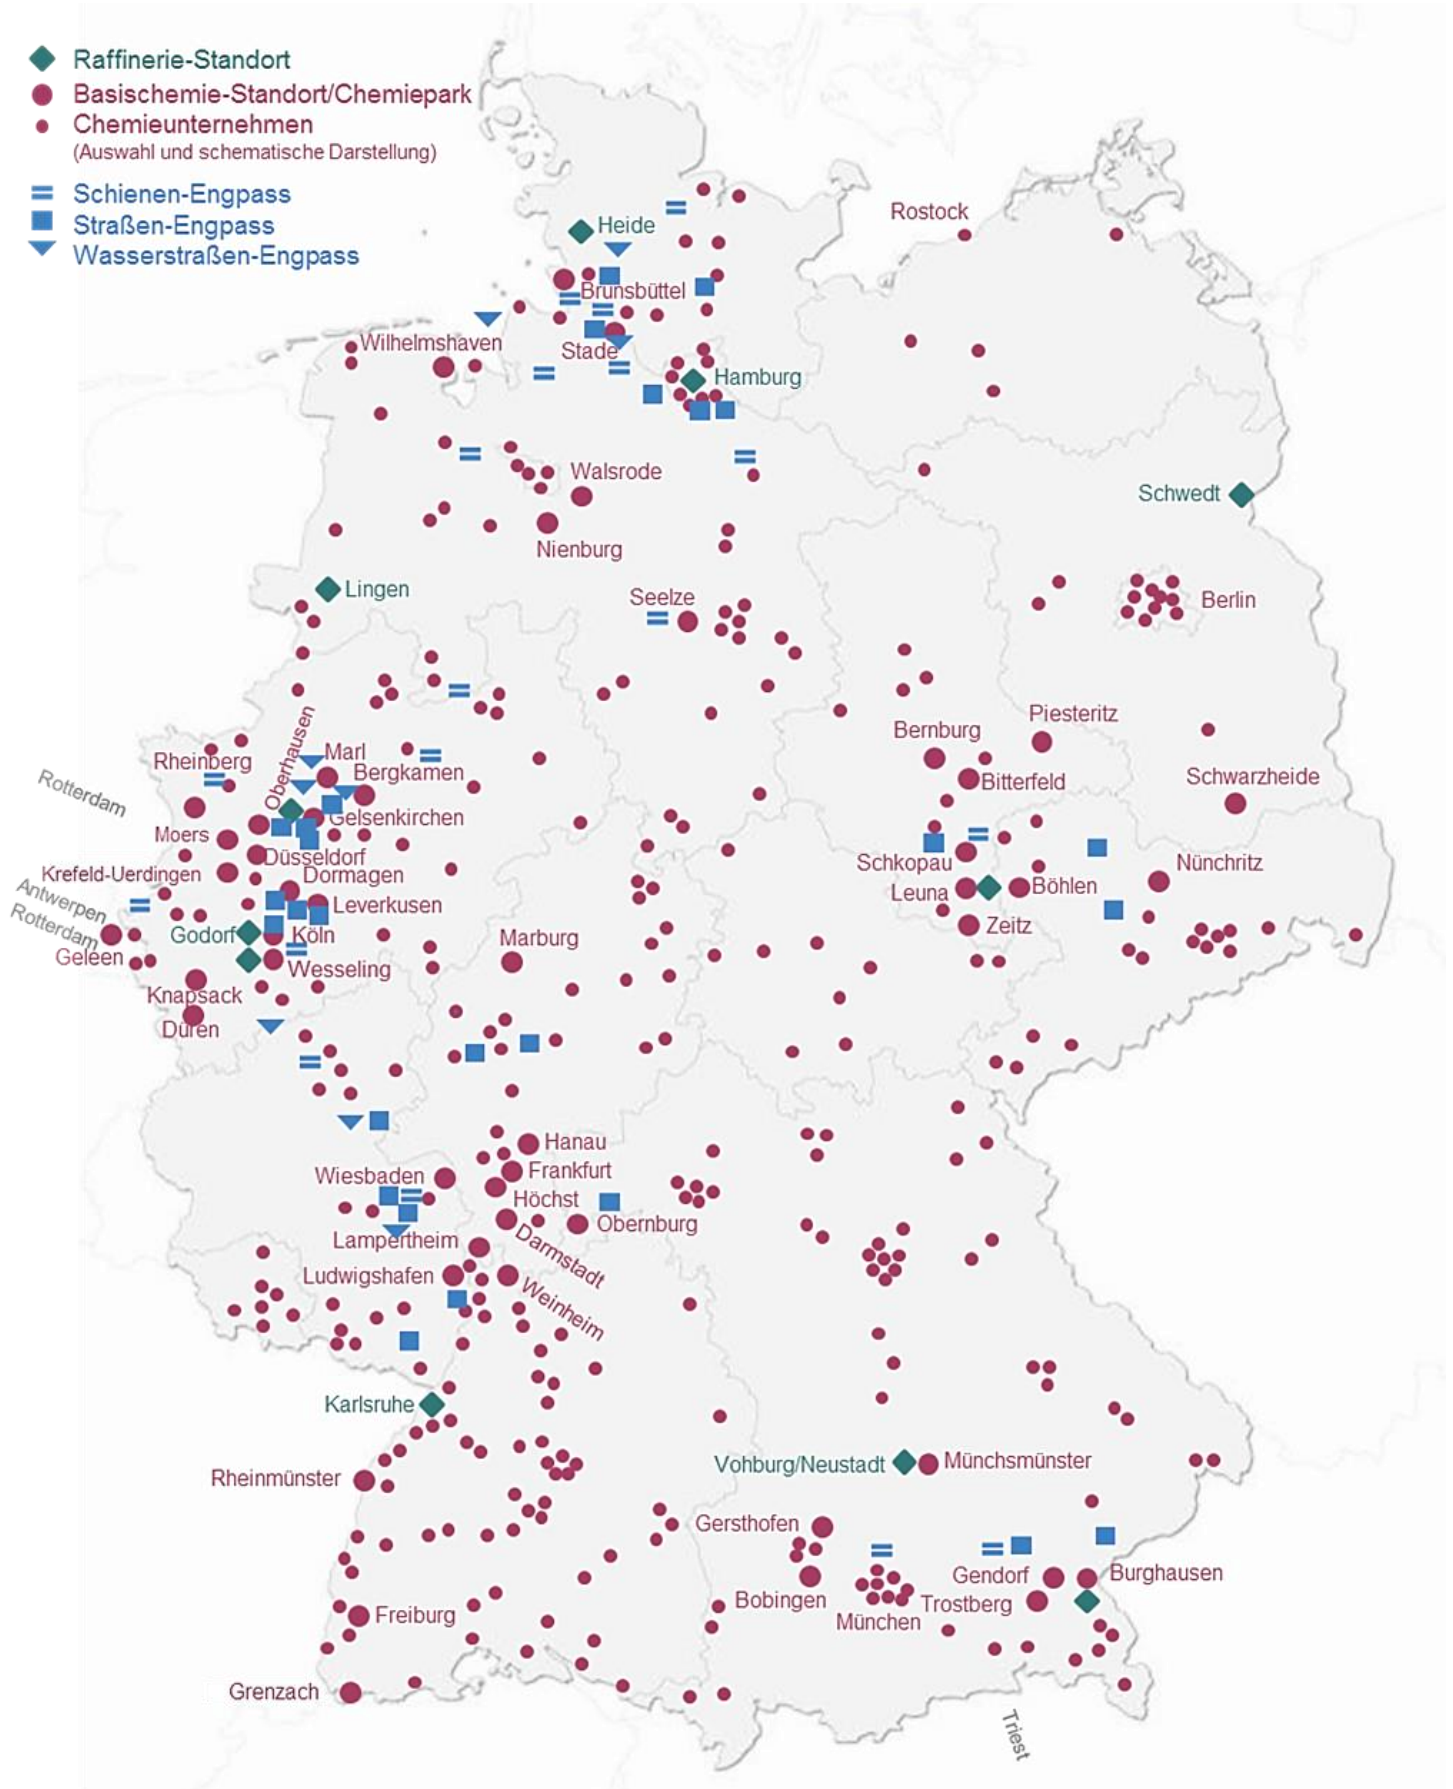 Raffinerie-Standort
Basischemie-Standort/Chemiepark
Chemieunternehmen
(Auswahl und schematische Darstellung)
Schienen-Engpass
Straßen-Engpass
Wasserstraßen-Engpass
Rostock
Heide
Brunsbüttel
Wilhelmshaven
Stade
Hamburg
Walsrode
Schwedt
Nienburg
Lingen
Seelze
Berlin
Oberhausen
Piesteritz
Bernburg
Marl
Rheinberg
Bergkamen
Bitterfeld
Schwarzheide
Rotterdam
Gelsenkirchen
Moers
Düsseldorf
Schkopau
Nünchritz
Krefeld-Uerdingen
Dormagen
Leuna
Böhlen
Antwerpen
Leverkusen
Rotterdam
Godorf
Köln
Zeitz
Marburg
Geleen
Wesseling
Knapsack
Düren
Hanau
Wiesbaden
Frankfurt
Höchst
Obernburg
Lampertheim
Darmstadt
Ludwigshafen
Weinheim
Karlsruhe
Vohburg/Neustadt
Münchsmünster
Rheinmünster
Gersthofen
Gendorf
Burghausen
Bobingen
Trostberg
München
Freiburg
Grenzach
Triest